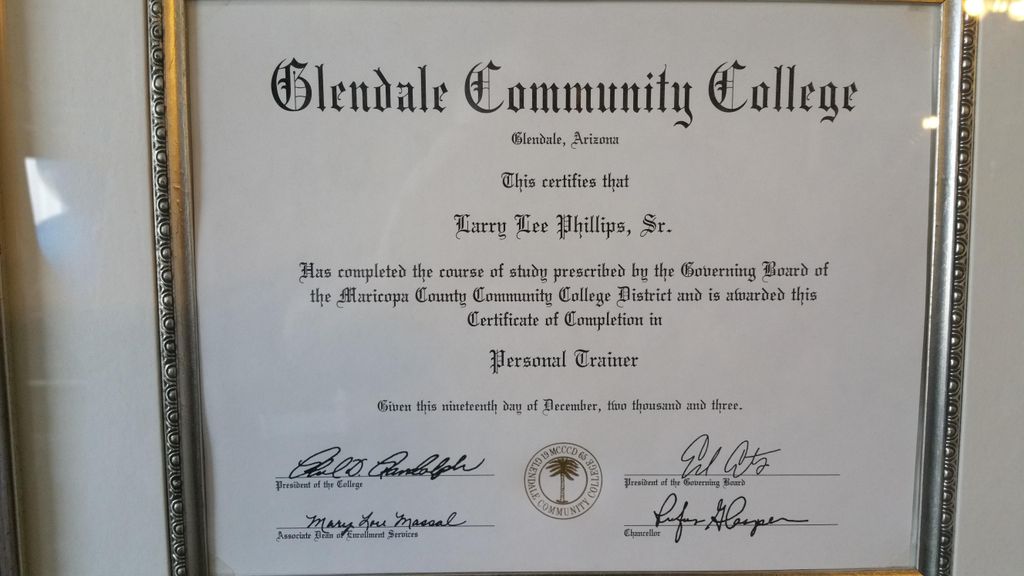 Glendale Community College
Glendale, Arizona
This certifies that
Larry Lee Phillips, Sr.
Has completed the course of study prescribed by the Governing Board of
the Maricopa County Community College District and is awarded this
Certificate of Completion in
Personal Trainer
Given this nineteenth day of December, two thousand and three.
President of the College
President of the Governing Board
GLENDALE COMMUNITY COLLEGE
19 MCCCD 65
Mary Lou Massal
Associate Dean of Enrollment Services
Chancellor